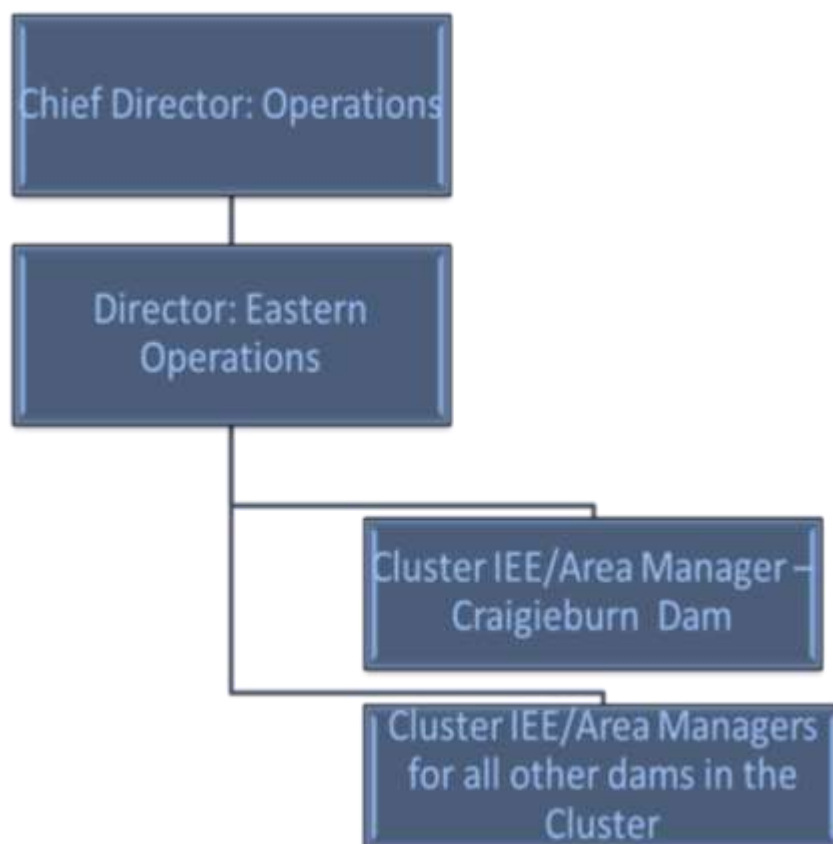 Chief Director: Operations
Director: Eastern
Operations
Cluster IEE/Area Manager –
Craigieburn Dam
Cluster IEE/Area Managers
for all other dams in the
Cluster